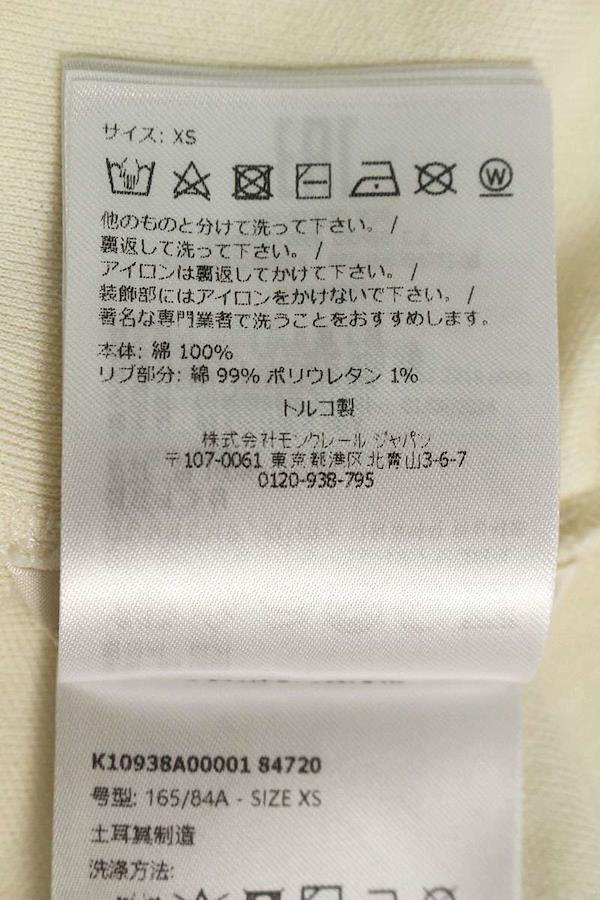 サイズ: XS
W
他のものと分けて洗って下さい。 /
裏返して洗って下さい。 /
アイロンは裏返してかけて下さい。 /
装飾部にはアイロンをかけないで下さい。 /
著名な専門業者で洗うことをおすすめします。
本体: 綿 100%
リブ部分: 綿 99% ポリウレタン 1%
トルコ製
株式会社モンクレール ジャパン
〒107-0061 東京都港区北青山3-6-7
0120-938-795
K10938A00001 84720
号型: 165/84A - SIZE XS
土耳其制造
洗涤方法: